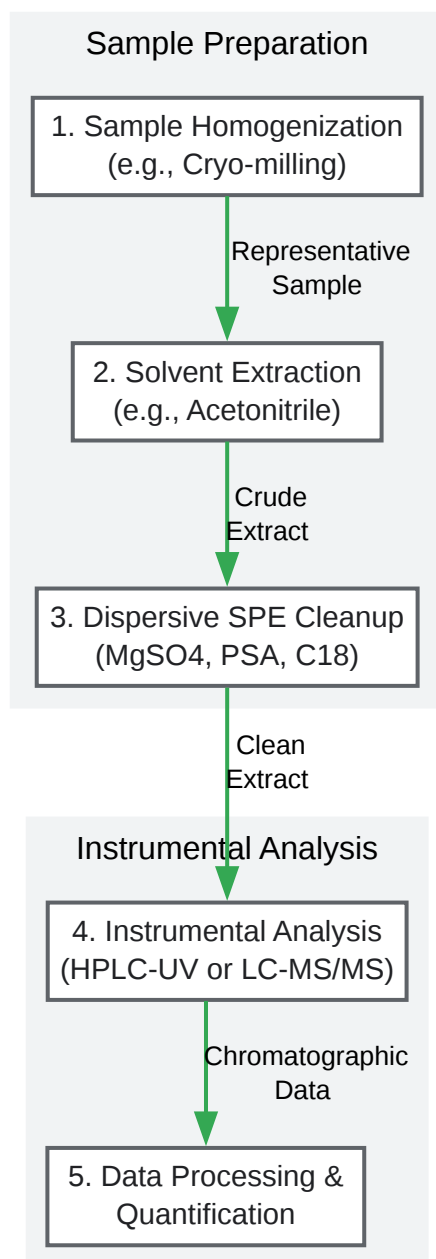 Sample Preparation
1. Sample Homogenization
(e.g., Cryo-milling)
Representative
Sample
2. Solvent Extraction
(e.g., Acetonitrile)
Crude
Extract
3. Dispersive SPE Cleanup
(MgSO4, PSA, C18)
Clean
Extract
Instrumental Analysis
4. Instrumental Analysis
(HPLC-UV or LC-MS/MS)
Chromatographic
Data
5. Data Processing &
Quantification